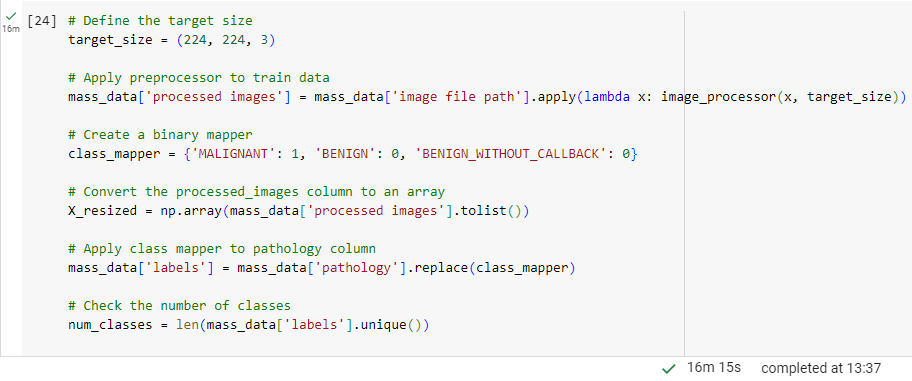 [24] # Define the target size
16m
target_size = (224, 224, 3)
# Apply preprocessor to train data
mass_data['processed images'] = mass_data['image file path'].apply(lambda x: image_processor(x, target_size))
# Create a binary mapper
class_mapper = {'MALIGNANT': 1, 'BENIGN': 0, 'BENIGN_WITHOUT_CALLBACK': 0}
# Convert the processed_images column to an array
X_resized = np.array(mass_data['processed images'].tolist())
# Apply class mapper to pathology column
mass_data['labels'] = mass_data['pathology'].replace(class_mapper)
# Check the number of classes
num_classes = len(mass_data['labels'].unique())
16m 15s completed at 13:37